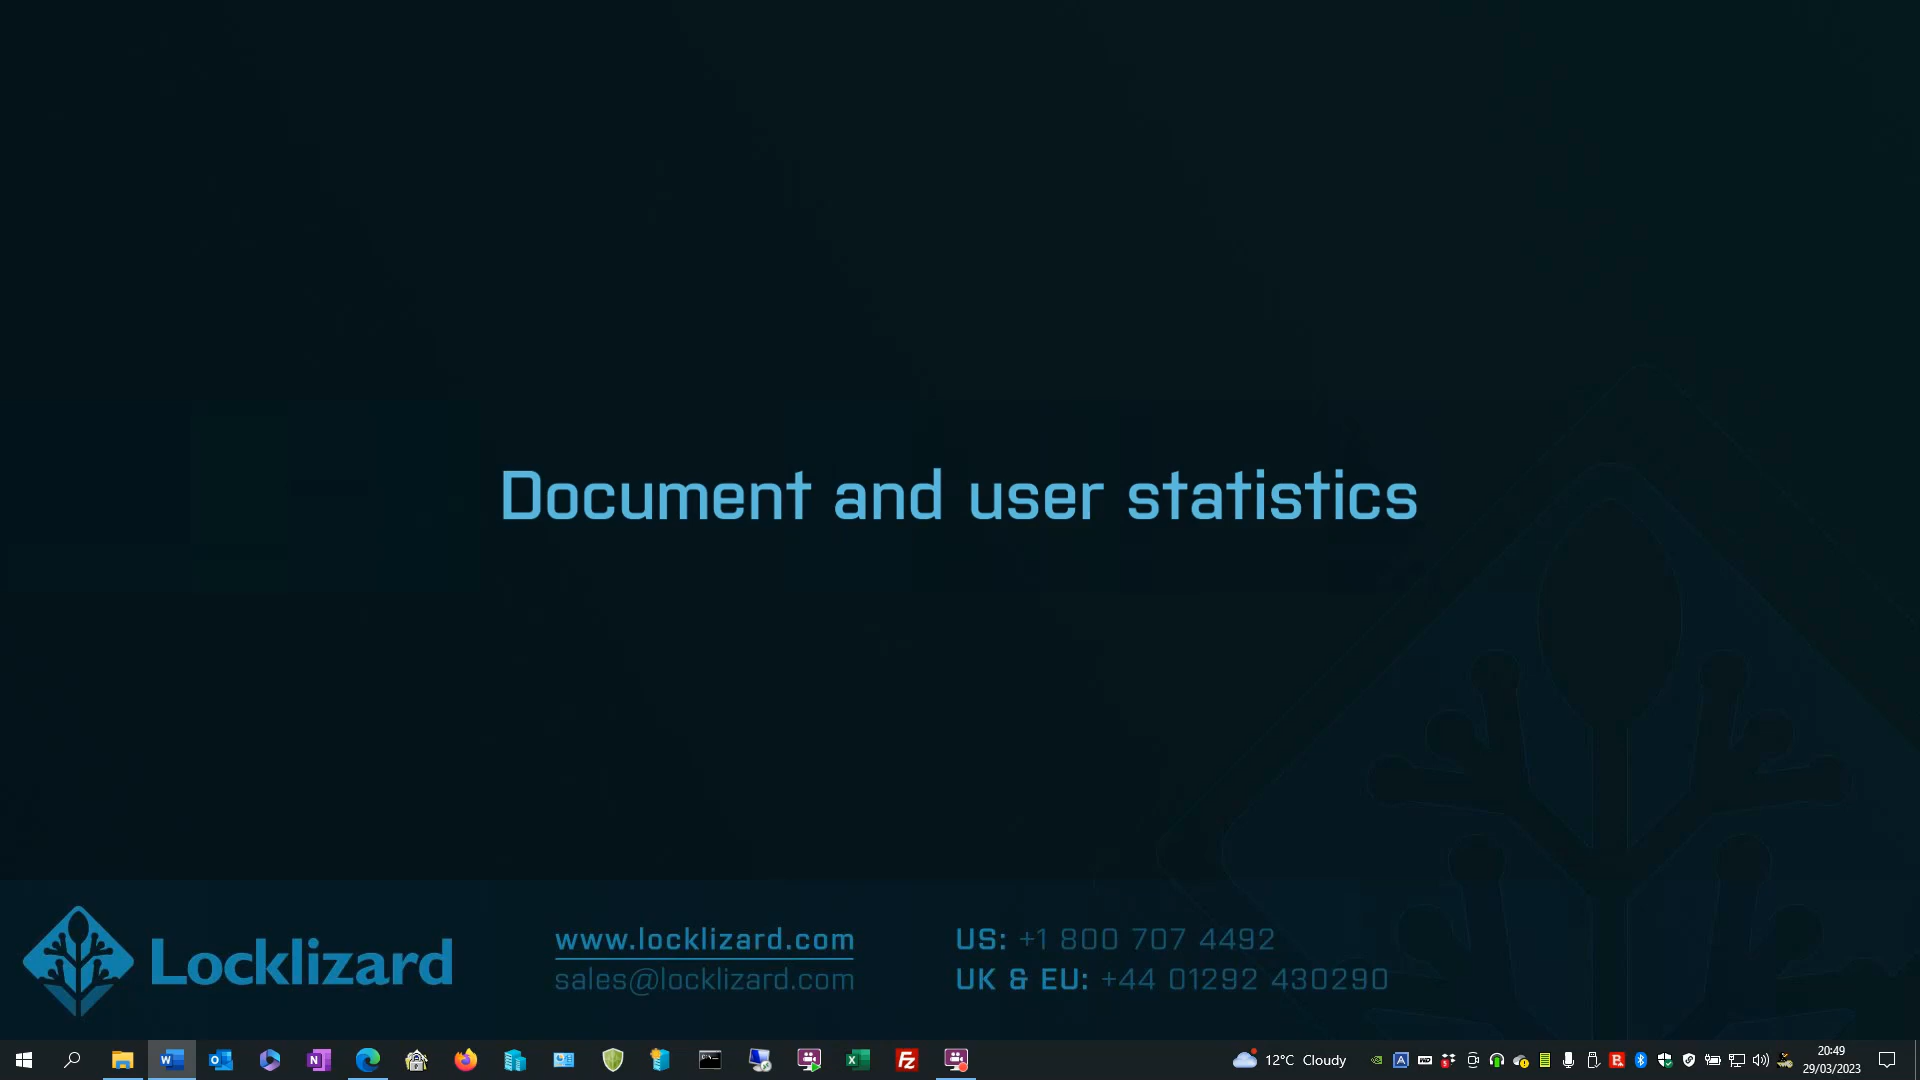 Document and user statistics
Locklizard
www.locklizard.com
sales@locklizard.com
US: +1 800 707 4492
UK & EU: +44 01292 430290
12°C Cloudy
20:49
29/03/2023